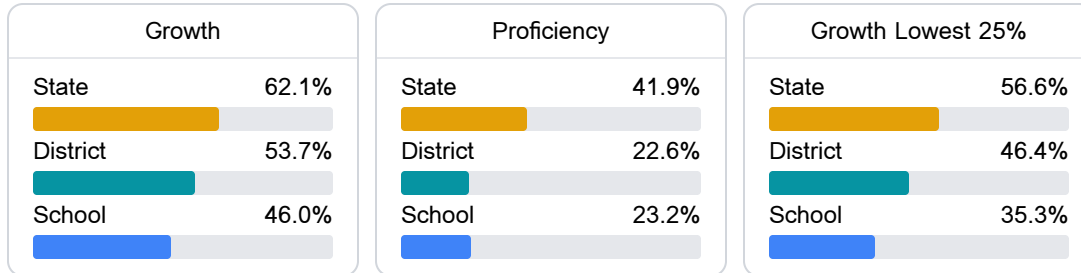 Growth
State 62.1%
District 53.7%
School 46.0%
Proficiency
State 41.9%
District 22.6%
School 23.2%
Growth Lowest 25%
State 56.6%
District 46.4%
School 35.3%